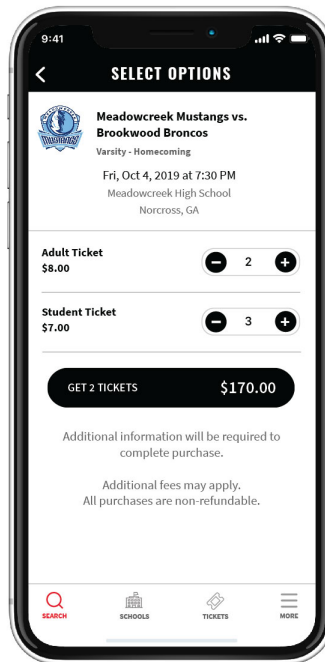 9:41
SELECT OPTIONS
MUSTANGS
Meadowcreek Mustangs vs.
Brookwood Broncos
Varsity - Homecoming
Fri, Oct 4, 2019 at 7:30 PM
Meadowcreek High School
Norcross, GA
Adult Ticket
$8.00
2
Student Ticket
$7.00
3
GET 2 TICKETS $170.00
Additional information will be required to
complete purchase.
Additional fees may apply.
All purchases are non-refundable.
SEARCH SCHOOLS TICKETS MORE